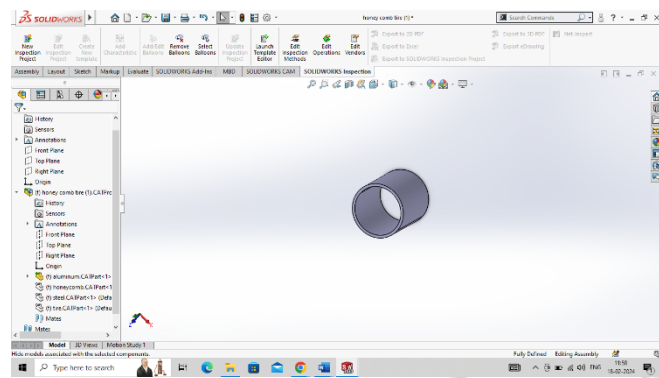 SOLIDWORKS
honey comb tire (1) *
Search Commands
New Inspection Project
Edit Inspection Project
Create New Template
Add Characteristic
Add/Edit Balloons
Remove Balloons
Select Balloons
Update Inspection Project
Launch Template Editor
Edit Inspection Methods
Edit Operations
Edit Vendors
Export to 2D PDF
Export to Excel
Export to SOLIDWORKS Inspection Project
Export to 3D PDF
Export eDrawing
Net-Inspect
Assembly Layout Sketch Markup Evaluate SOLIDWORKS Add-Ins MBD SOLIDWORKS CAM SOLIDWORKS Inspection
History
Sensors
Annotations
Front Plane
Top Plane
Right Plane
Origin
(f) honey comb tire (1).CATPro
History
Sensors
Annotations
Front Plane
Top Plane
Right Plane
Origin
(f) aluminum.CATPart<1>
(f) honeycomb.CATPart<1
(f) steel.CATPart<1> (Defa
(f) tire.CATPart<1> (Defau
Mates
Mates
Model 3D Views Motion Study 1
Hide models associated with the selected components.
Fully Defined Editing Assembly
Type here to search
ENG
18:50
18-02-2024